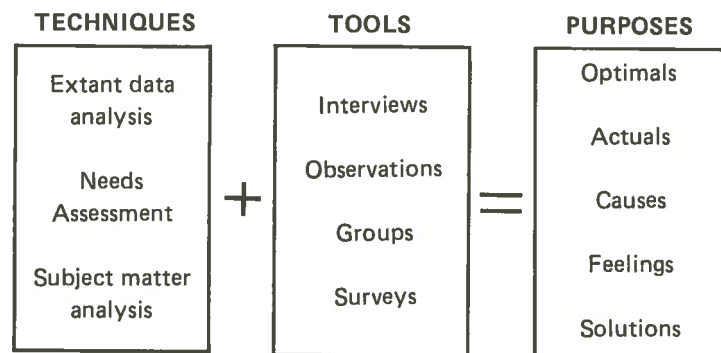 TECHNIQUES
Extant data
analysis
Needs
Assessment
Subject matter
analysis
+
TOOLS
Interviews
Observations
Groups
Surveys
=
PURPOSES
Optimals
Actuals
Causes
Feelings
Solutions